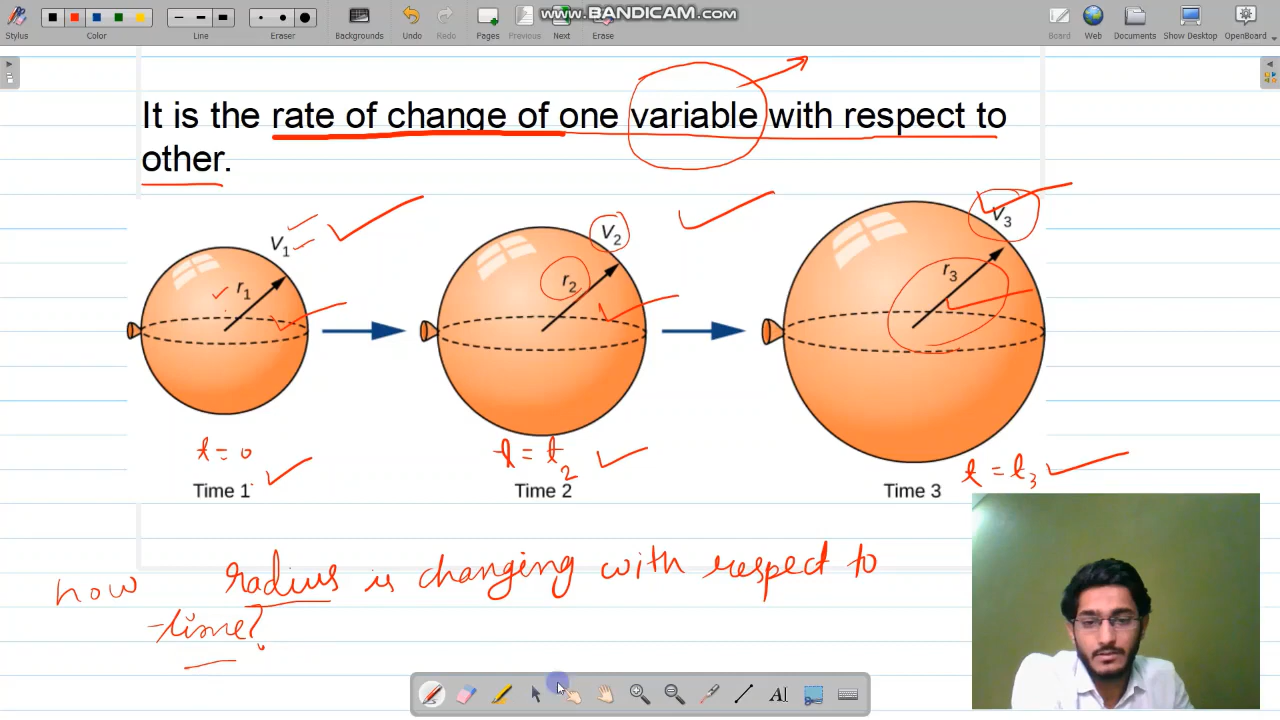 www.BANDICAM.com
Stylus Color Line Eraser Backgrounds Undo Redo Pages Previous Next Erase Board Web Documents Show Desktop OpenBoard
It is the rate of change of one variable with respect to
other.
V1 V2 V3
r1 r2 r3
t = 0 t = t2 t = t3
Time 1 Time 2 Time 3
how radius is changing with respect to
time?